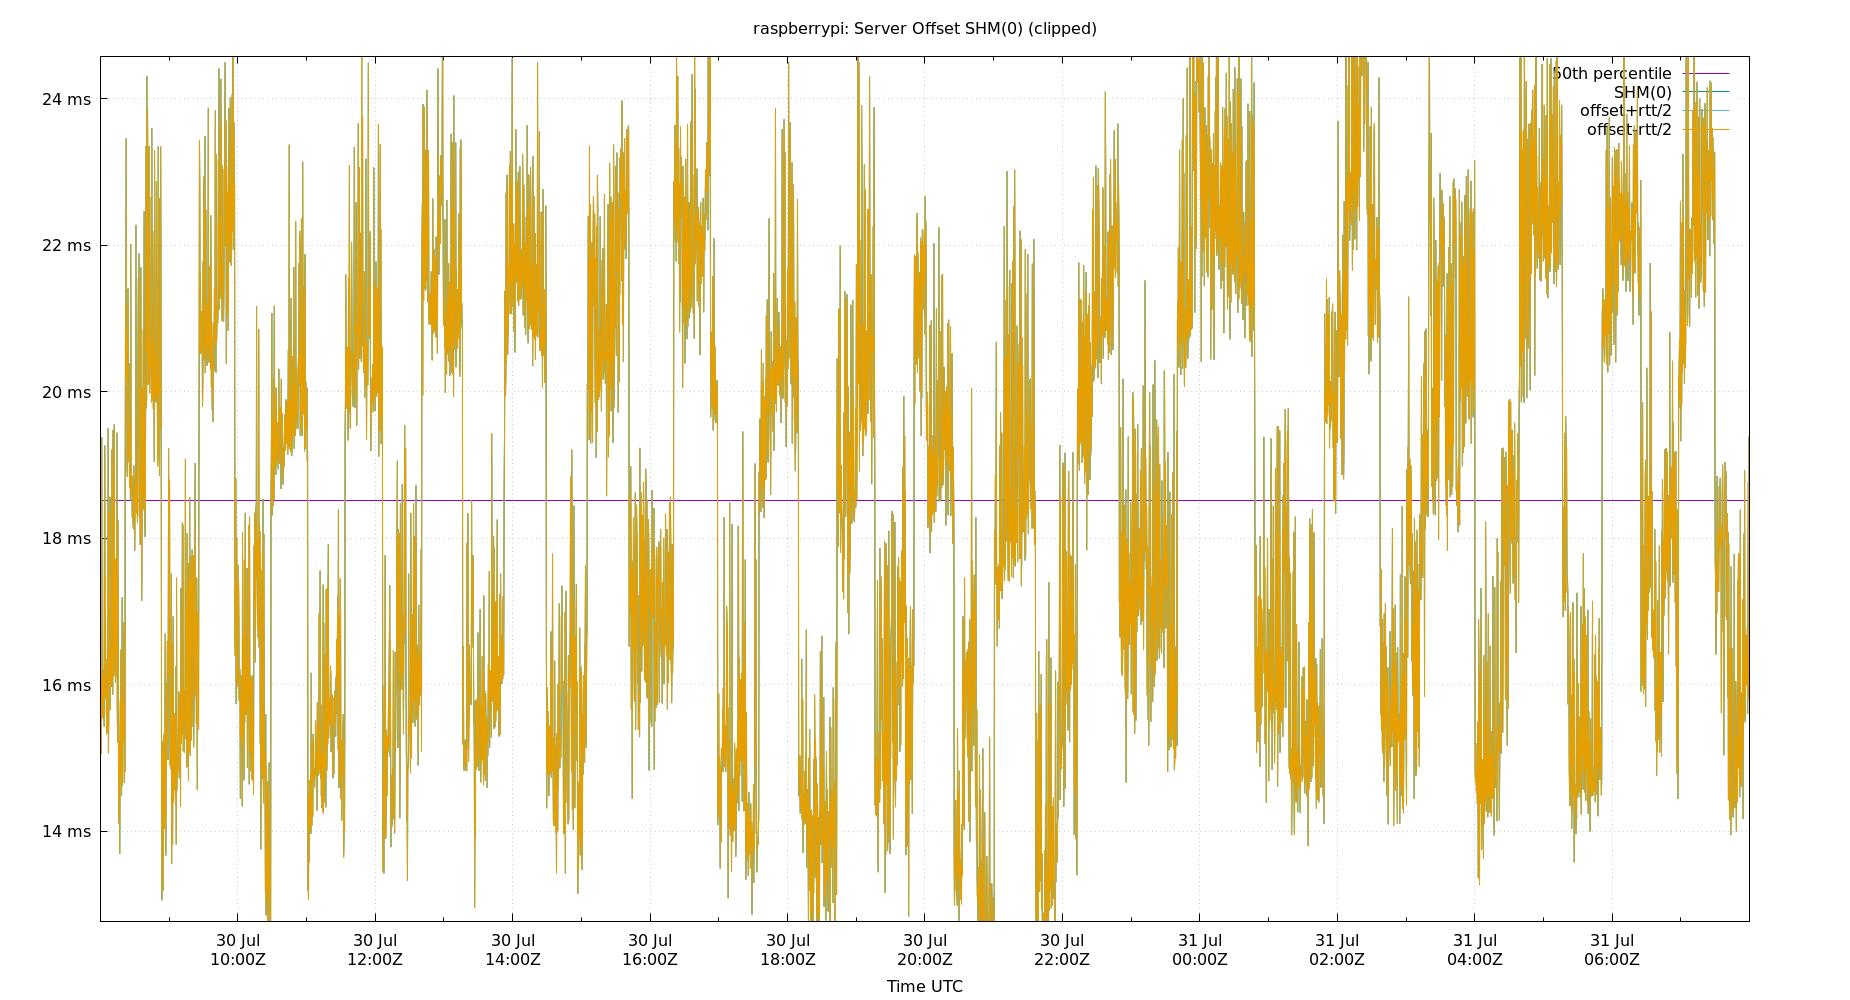 raspberrypi: Server Offset SHM(0) (clipped)
50th percentile
SHM(0)
offset+rtt/2
offset-rtt/2
24 ms
22 ms
20 ms
18 ms
16 ms
14 ms
30 Jul 30 Jul 30 Jul 30 Jul 30 Jul 30 Jul 30 Jul 31 Jul 31 Jul 31 Jul 31 Jul
10:00Z 12:00Z 14:00Z 16:00Z 18:00Z 20:00Z 22:00Z 00:00Z 02:00Z 04:00Z 06:00Z
Time UTC